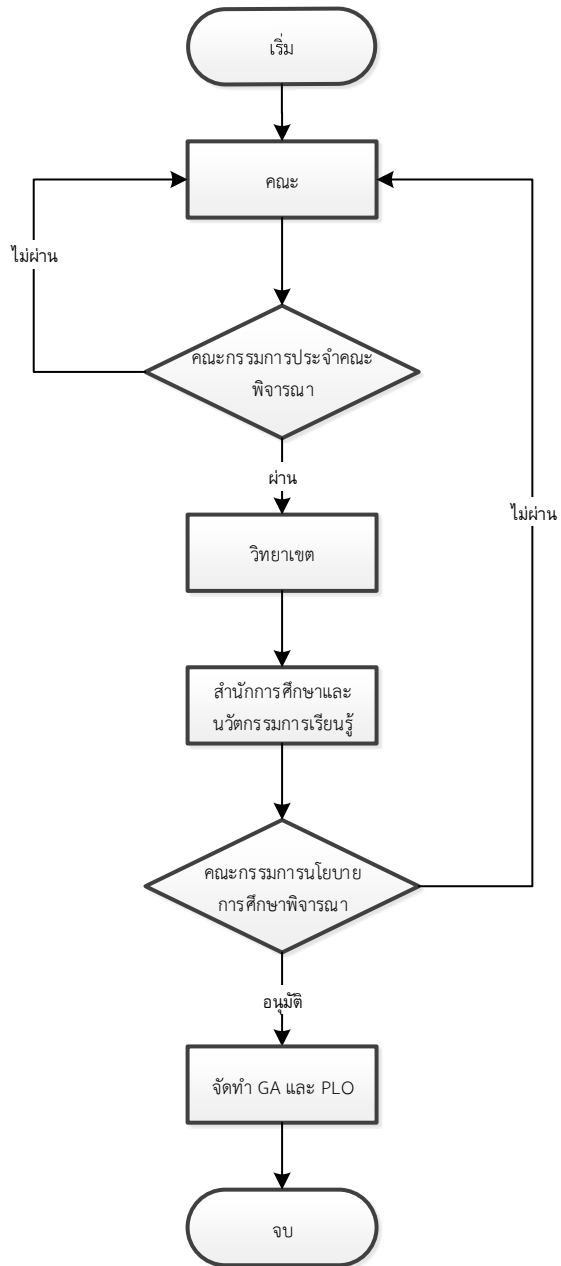 เริ่ม
คณะ
ไม่ผ่าน
คณะกรรมการประจำคณะ
พิจารณา
ผ่าน
วิทยาเขต
ไม่ผ่าน
สำนักการศึกษาและ
นวัตกรรมการเรียนรู้
คณะกรรมการนโยบาย
การศึกษาพิจารณา
อนุมัติ
จัดทำ GA และ PLO
จบ